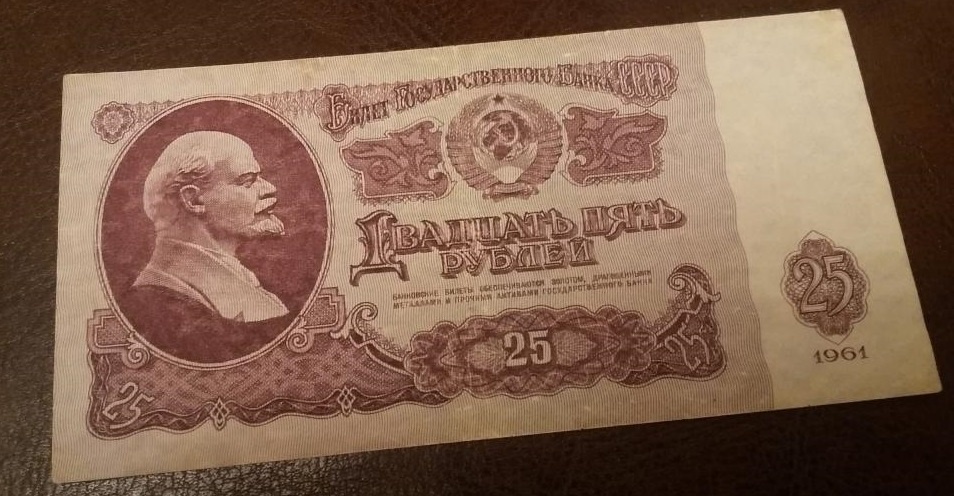 Билет Государственного Банка СССР
Двадцать пять
рублей
БАНКОВСКИЕ БИЛЕТЫ ОБЕСПЕЧИВАЮТСЯ ЗОЛОТОМ, ДРАГОЦЕННЫМИ
МЕТАЛЛАМИ И ПРОЧИМИ АКТИВАМИ ГОСУДАРСТВЕННОГО БАНКА
25
1961
25
25
25